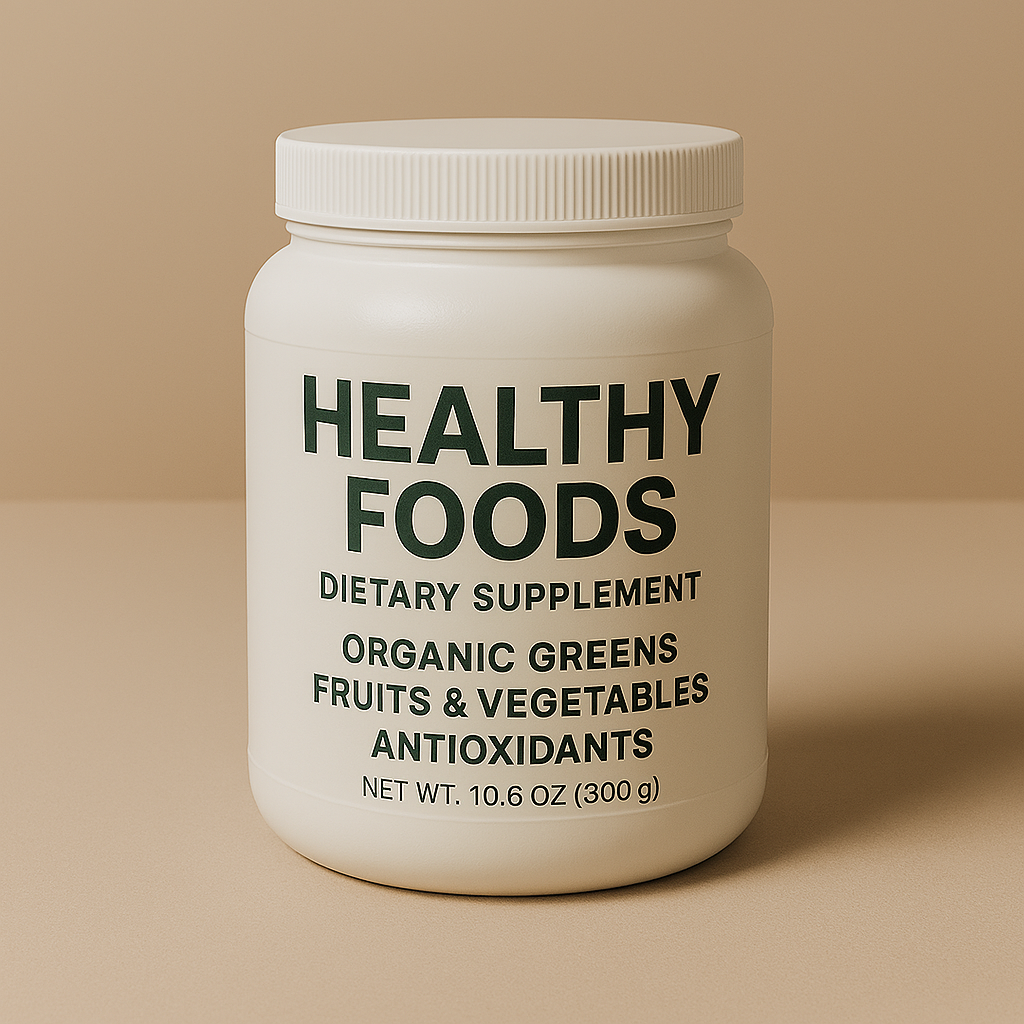 HEALTHY
FOODS
DIETARY SUPPLEMENT
ORGANIC GREENS
FRUITS & VEGETABLES
ANTIOXIDANTS
NET WT. 10.6 OZ (300 g)